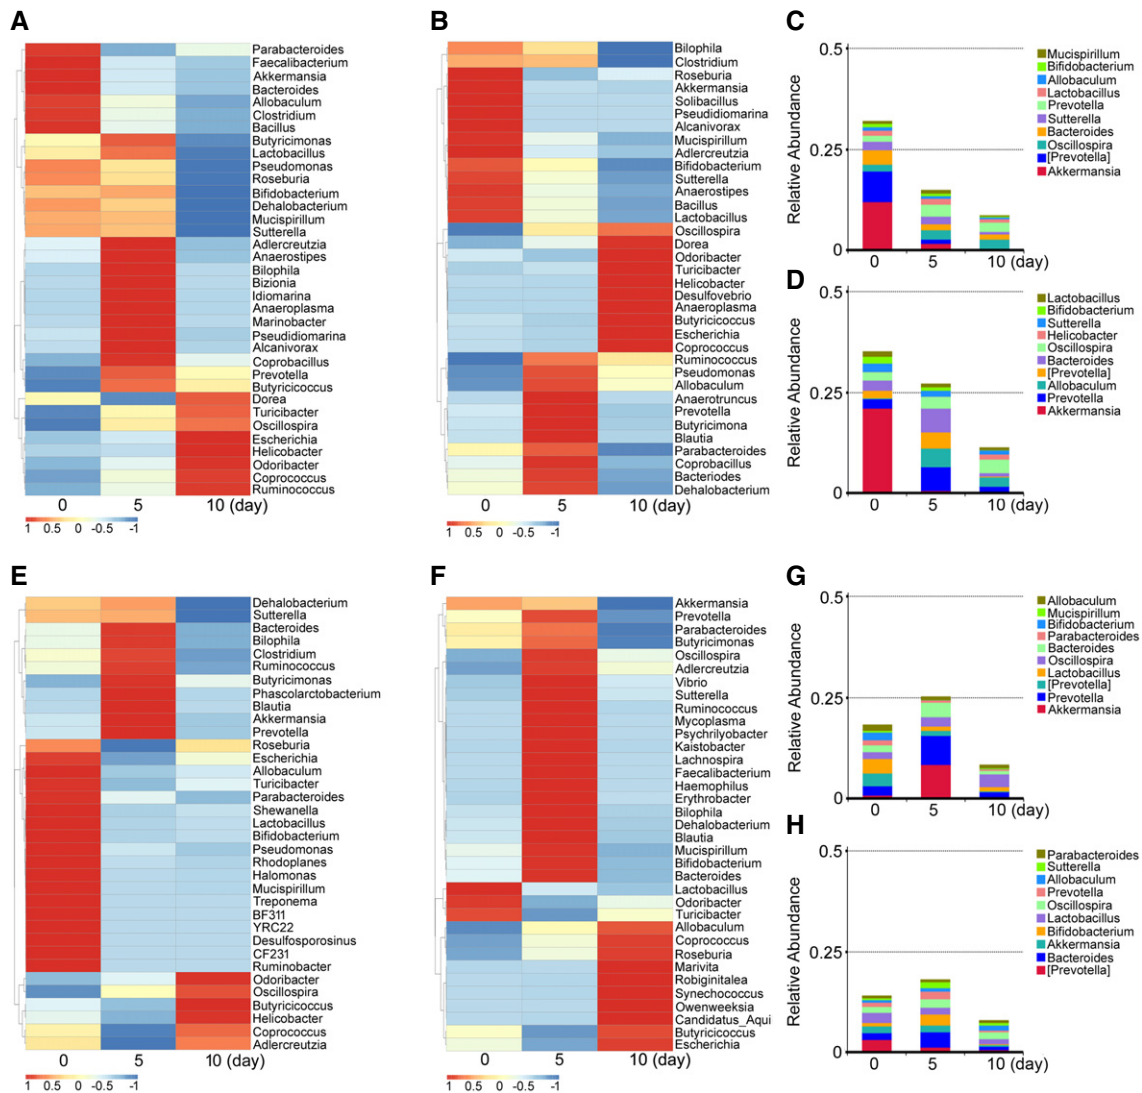 A
Parabacteroides
Faecalibacterium
Akkermansia
Bacteroides
Allobaculum
Clostridium
Bacillus
Butyricimonas
Lactobacillus
Pseudomonas
Roseburia
Bifidobacterium
Dehalobacterium
Mucispirillum
Sutterella
Adlercreutzia
Anaerostipes
Bilophila
Bizionia
Idiomarina
Anaeroplasma
Marinobacter
Pseudidiomarina
Alcanivorax
Coprobacillus
Prevotella
Butyricicoccus
Dorea
Turicibacter
Oscillospira
Escherichia
Helicobacter
Odoribacter
Coprococcus
Ruminococcus
0 5 10 (day)
1 0.5 0 -0.5 -1
B
Bilophila
Clostridium
Roseburia
Akkermansia
Solibacillus
Pseudidiomarina
Alcanivorax
Mucispirillum
Adlercreutzia
Bifidobacterium
Sutterella
Anaerostipes
Bacillus
Lactobacillus
Oscillospira
Dorea
Odoribacter
Turicibacter
Helicobacter
Desulfovebrio
Anaeroplasma
Butyricicoccus
Escherichia
Coprococcus
Ruminococcus
Pseudomonas
Allobaculum
Anaerotruncus
Prevotella
Butyricimona
Blautia
Parabacteroides
Coprobacillus
Bacteriodes
Dehalobacterium
0 5 10 (day)
1 0.5 0 -0.5 -1
C
Relative Abundance
0.5
0.25
0
0 5 10 (day)
Mucispirillum
Bifidobacterium
Allobaculum
Lactobacillus
Prevotella
Sutterella
Bacteroides
Oscillospira
[Prevotella]
Akkermansia
D
Relative Abundance
0.5
0.25
0
0 5 10 (day)
Lactobacillus
Bifidobacterium
Sutterella
Helicobacter
Oscillospira
Bacteroides
[Prevotella]
Allobaculum
Prevotella
Akkermansia
E
Dehalobacterium
Sutterella
Bacteroides
Bilophila
Clostridium
Ruminococcus
Butyricimonas
Phascolarctobacterium
Blautia
Akkermansia
Prevotella
Roseburia
Escherichia
Allobaculum
Turicibacter
Parabacteroides
Shewanella
Lactobacillus
Bifidobacterium
Pseudomonas
Rhodoplanes
Halomonas
Mucispirillum
Treponema
BF311
YRC22
Desulfosporosinus
CF231
Ruminobacter
Odoribacter
Oscillospira
Butyricicoccus
Helicobacter
Coprococcus
Adlercreutzia
0 5 10 (day)
1 0.5 0 -0.5 -1
F
Akkermansia
Prevotella
Parabacteroides
Butyricimonas
Oscillospira
Adlercreutzia
Vibrio
Sutterella
Ruminococcus
Mycoplasma
Psychrilyobacter
Kaistobacter
Lachnospira
Faecalibacterium
Haemophilus
Erythrobacter
Bilophila
Dehalobacterium
Blautia
Mucispirillum
Bifidobacterium
Bacteroides
Lactobacillus
Odoribacter
Turicibacter
Allobaculum
Coprococcus
Roseburia
Marivita
Robiginitalea
Synechococcus
Owenweeksia
Candidatus_Aqui
Butyricicoccus
Escherichia
0 5 10 (day)
1 0.5 0 -0.5 -1
G
Relative Abundance
0.5
0.25
0
0 5 10 (day)
Allobaculum
Mucispirillum
Bifidobacterium
Parabacteroides
Bacteroides
Oscillospira
Lactobacillus
[Prevotella]
Prevotella
Akkermansia
H
Relative Abundance
0.5
0.25
0
0 5 10 (day)
Parabacteroides
Sutterella
Allobaculum
Prevotella
Oscillospira
Lactobacillus
Bifidobacterium
Akkermansia
Bacteroides
[Prevotella]